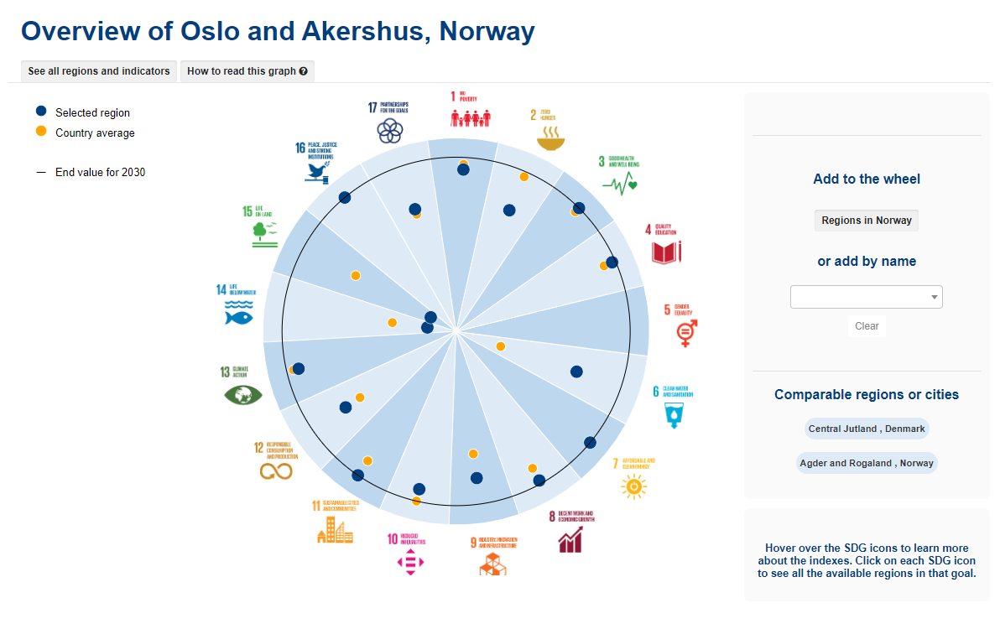 Overview of Oslo and Akershus, Norway
See all regions and indicators
How to read this graph
Selected region
Country average
End value for 2030
1 NO
POVERTY
2 ZERO
HUNGER
3 GOOD HEALTH
AND WELL-BEING
4 QUALITY
EDUCATION
5 GENDER
EQUALITY
6 CLEAN WATER
AND SANITATION
7 AFFORDABLE AND
CLEAN ENERGY
8 DECENT WORK AND
ECONOMIC GROWTH
9 INDUSTRY, INNOVATION
AND INFRASTRUCTURE
10 REDUCED
INEQUALITIES
11 SUSTAINABLE CITIES
AND COMMUNITIES
12 RESPONSIBLE
CONSUMPTION
AND PRODUCTION
13 CLIMATE
ACTION
14 LIFE
BELOW WATER
15 LIFE
ON LAND
16 PEACE, JUSTICE
AND STRONG
INSTITUTIONS
17 PARTNERSHIPS
FOR THE GOALS
Add to the wheel
Regions in Norway
or add by name
Clear
Comparable regions or cities
Central Jutland , Denmark
Agder and Rogaland , Norway
Hover over the SDG icons to learn more
about the indexes. Click on each SDG icon
to see all the available regions in that goal.